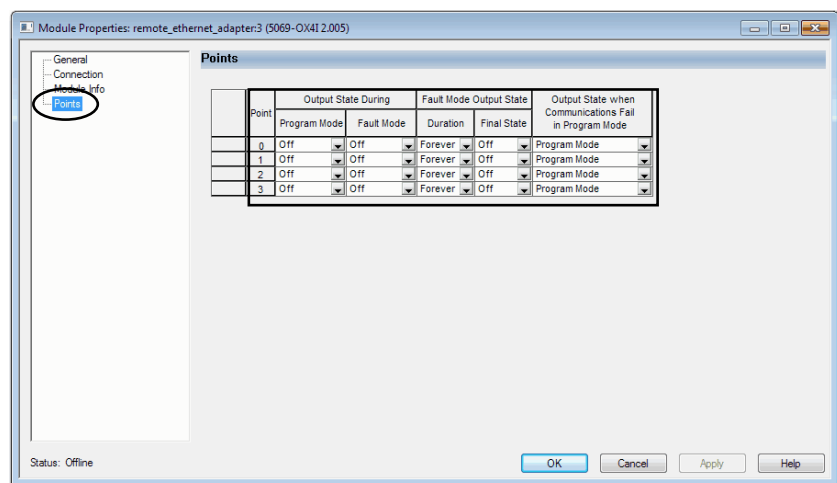 Module Properties: remote_ethernet_adapter:3 (5069-OX4I 2.005)
General
Connection
Module Info
Points
Points
Point
Output State During
Fault Mode Output State
Output State when
Communications Fail
in Program Mode
Program Mode
Fault Mode
Duration
Final State
0 Off Off Forever Off Program Mode
1 Off Off Forever Off Program Mode
2 Off Off Forever Off Program Mode
3 Off Off Forever Off Program Mode
Status: Offline
OK
Cancel
Apply
Help